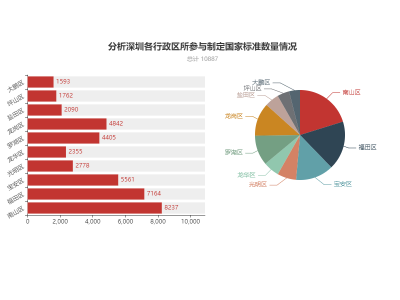 分析深圳各行政区所参与制定国家标准数量情况
总计 10887
大鹏区 1593
坪山区 1762
盐田区 2090
龙岗区 4842
罗湖区 4405
龙华区 2355
光明区 2778
宝安区 5561
福田区 7164
南山区 8237
0 2,000 4,000 6,000 8,000 10,000
大鹏区
坪山区
盐田区
龙岗区
罗湖区
龙华区
光明区
南山区
福田区
宝安区